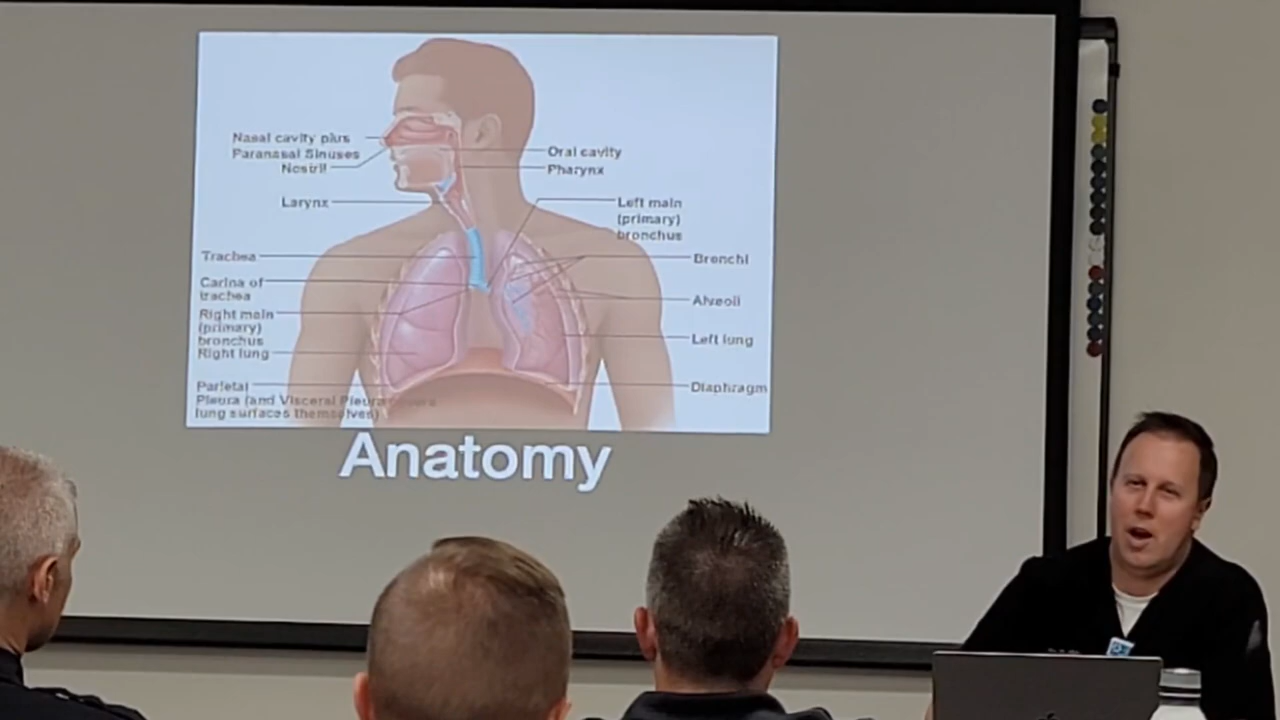 Nasal cavity plus
Paranasal Sinuses
Nostril
Larynx
Trachea
Carina of
trachea
Right main
(primary)
bronchus
Right lung
Parietal
Pleura (and Visceral Pleura
lung surfaces themselves)
Oral cavity
Pharynx
Left main
(primary)
bronchus
Bronchi
Alveoli
Left lung
Diaphragm
Anatomy